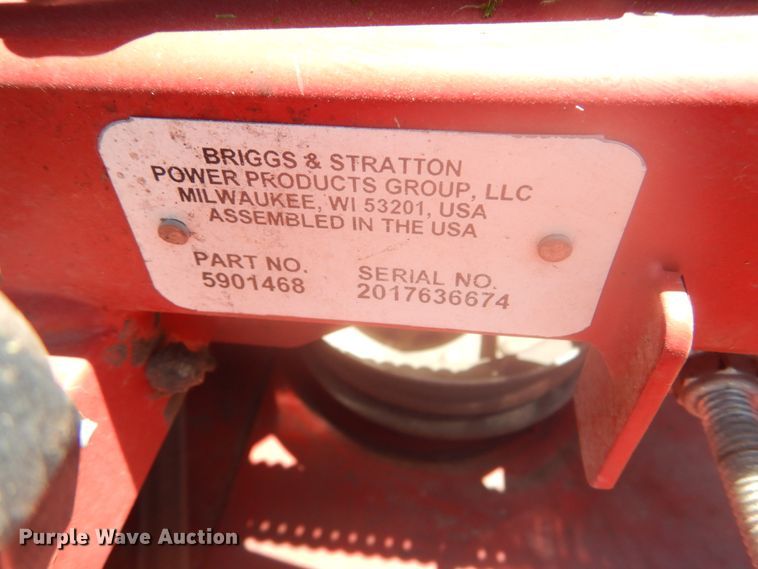 BRIGGS & STRATTON
POWER PRODUCTS GROUP, LLC
MILWAUKEE, WI 53201, USA
ASSEMBLED IN THE USA
PART NO.
5901468
SERIAL NO.
2017636674
Purple Wave Auction